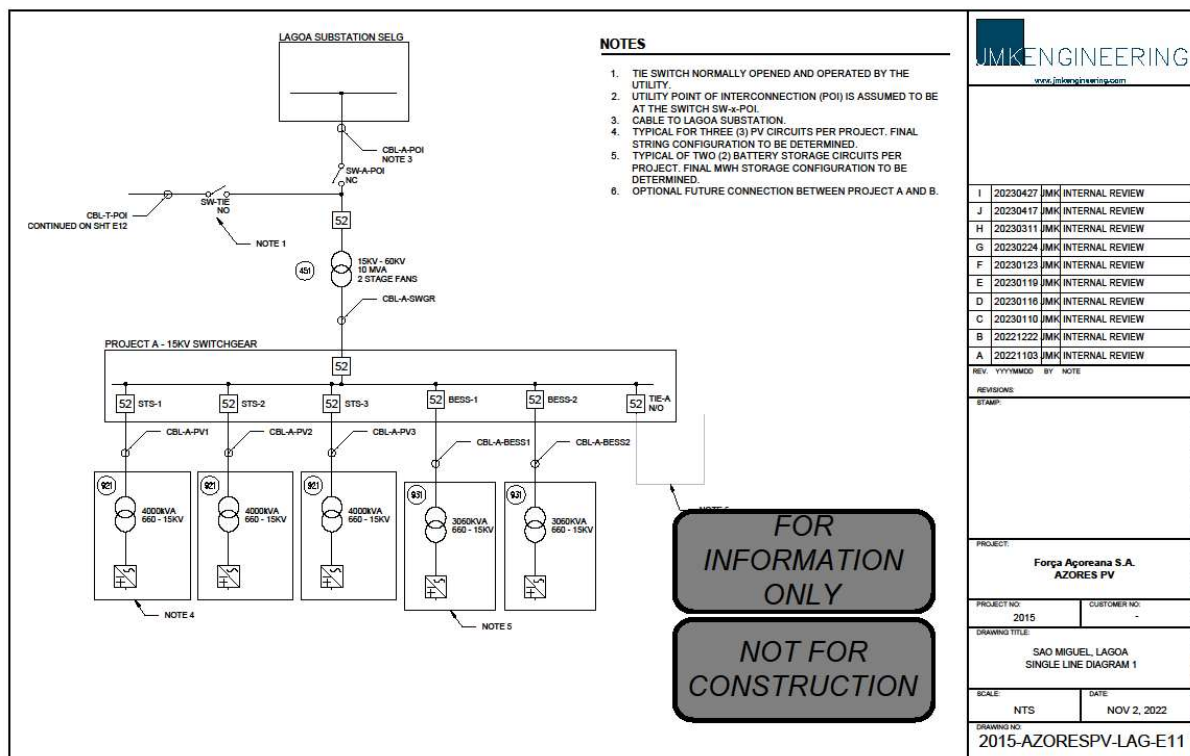 LAGOA SUBSTATION SELG
CBL-A-POI
NOTE 3
SW-A-POI
NC
SW-TIE
NO
CBL-T-POI
CONTINUED ON SHT E12
NOTE 1
52
451
15KV - 60KV
10 MVA
2 STAGE FANS
CBL-A-SWGR
PROJECT A - 15KV SWITCHGEAR
52
52 STS-1
52 STS-2
52 STS-3
52 BESS-1
52 BESS-2
52 TIE-A
N/O
CBL-A-PV1
CBL-A-PV2
CBL-A-PV3
CBL-A-BESS1
CBL-A-BESS2
921
4000kVA
660 - 15KV
921
4000kVA
660 - 15KV
921
4000kVA
660 - 15KV
931
3060KVA
660 - 15KV
931
3060KVA
660 - 15KV
NOTE 4
NOTE 5
NOTES
1. TIE SWITCH NORMALLY OPENED AND OPERATED BY THE
UTILITY.
2. UTILITY POINT OF INTERCONNECTION (POI) IS ASSUMED TO BE
AT THE SWITCH SW-x-POI.
3. CABLE TO LAGOA SUBSTATION.
4. TYPICAL FOR THREE (3) PV CIRCUITS PER PROJECT. FINAL
STRING CONFIGURATION TO BE DETERMINED.
5. TYPICAL OF TWO (2) BATTERY STORAGE CIRCUITS PER
PROJECT. FINAL MWH STORAGE CONFIGURATION TO BE
DETERMINED.
6. OPTIONAL FUTURE CONNECTION BETWEEN PROJECT A AND B.
FOR
INFORMATION
ONLY
NOT FOR
CONSTRUCTION
JMKENGINEERING
www.jmkengineering.com
I 20230427 JMK INTERNAL REVIEW
J 20230417 JMK INTERNAL REVIEW
H 20230311 JMK INTERNAL REVIEW
G 20230224 JMK INTERNAL REVIEW
F 20230123 JMK INTERNAL REVIEW
E 20230119 JMK INTERNAL REVIEW
D 20230116 JMK INTERNAL REVIEW
C 20230110 JMK INTERNAL REVIEW
B 20221222 JMK INTERNAL REVIEW
A 20221103 JMK INTERNAL REVIEW
REV. YYYYMMDD BY NOTE
REVISIONS:
STAMP:
PROJECT:
Força Açoreana S.A.
AZORES PV
PROJECT NO: CUSTOMER NO:
2015 -
DRAWING TITLE:
SAO MIGUEL, LAGOA
SINGLE LINE DIAGRAM 1
SCALE: DATE:
NTS NOV 2, 2022
DRAWING NO:
2015-AZORESPV-LAG-E11